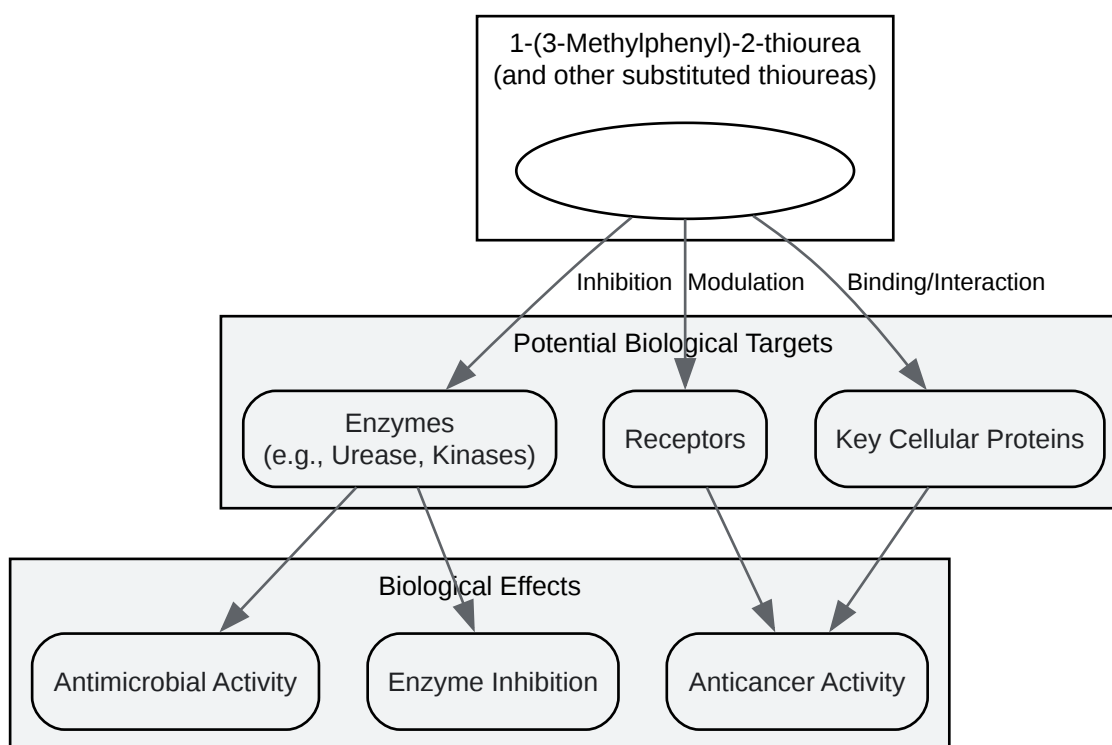 1-(3-Methylphenyl)-2-thiourea
(and other substituted thioureas)
Inhibition
Modulation
Binding/Interaction
Potential Biological Targets
Enzymes
(e.g., Urease, Kinases)
Receptors
Key Cellular Proteins
Biological Effects
Antimicrobial Activity
Enzyme Inhibition
Anticancer Activity